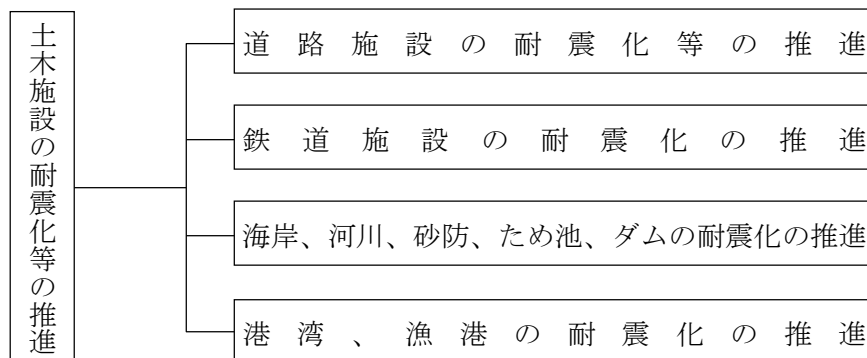 土木施設の耐震化等の推進
道路施設の耐震化等の推進
鉄道施設の耐震化の推進
海岸、河川、砂防、ため池、ダムの耐震化の推進
港湾、漁港の耐震化の推進